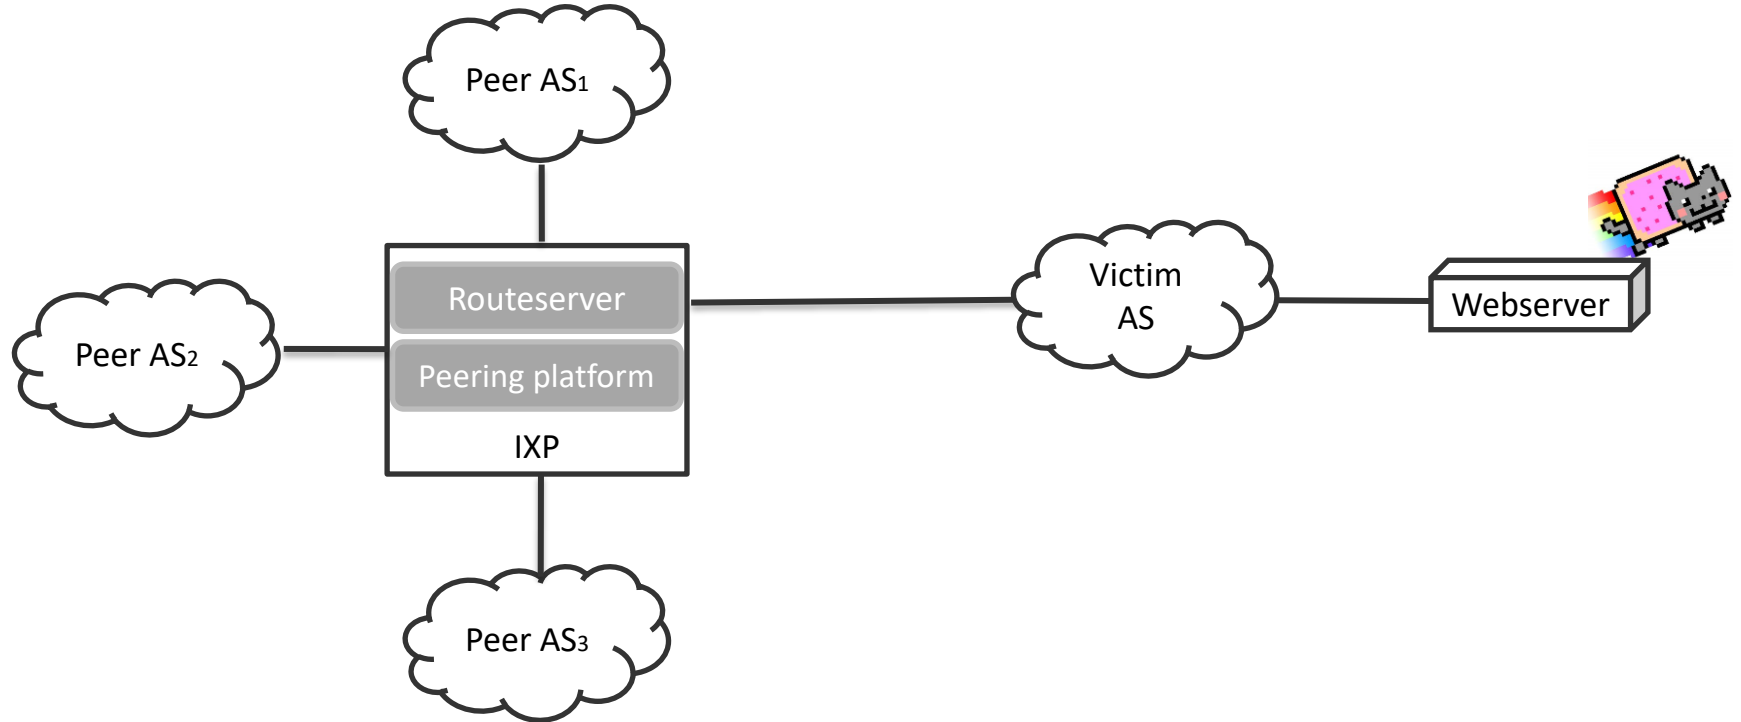 Peer AS1
Routeserver
Peering platform
IXP
Peer AS2
Peer AS3
Victim
AS
Webserver